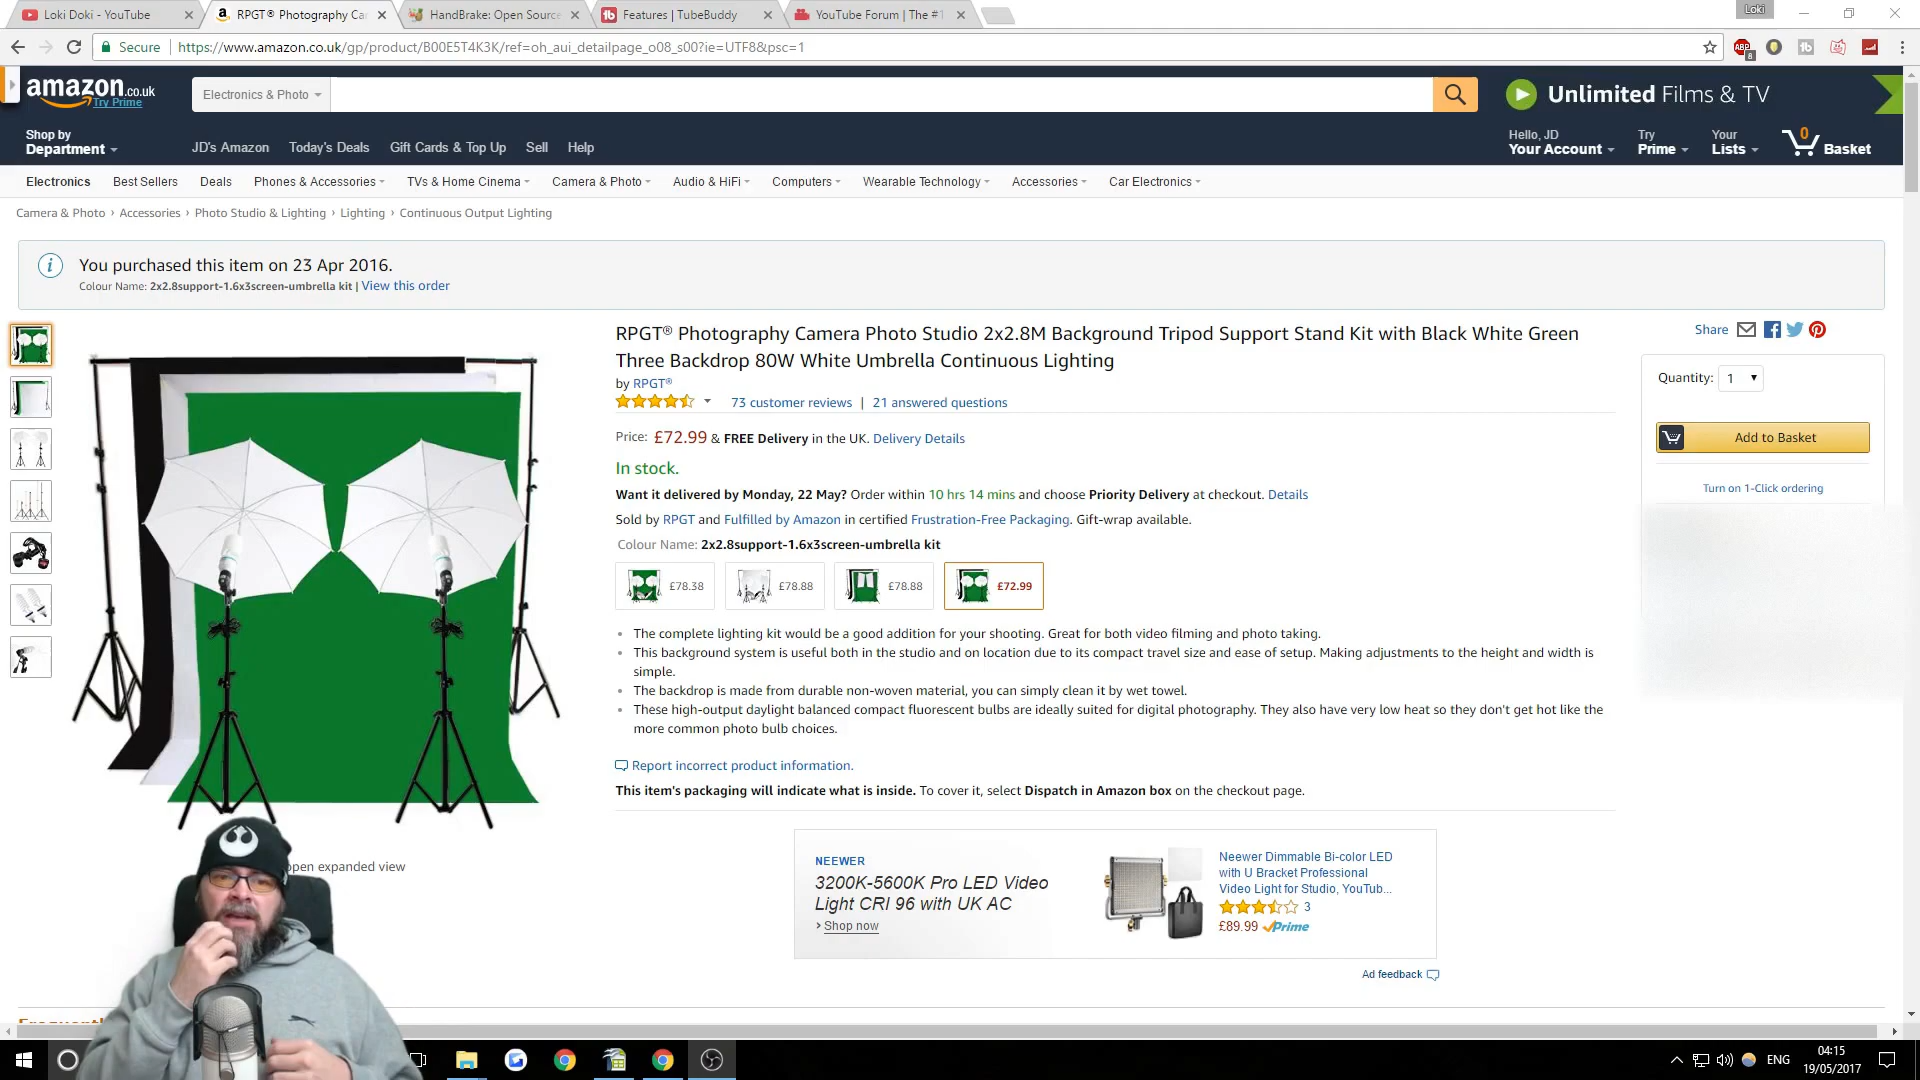 Loki Doki - YouTube
RPGT® Photography Ca
HandBrake: Open Source
Features | TubeBuddy
YouTube Forum | The #1
Loki
Secure
https://www.amazon.co.uk/gp/product/B00E5T4K3K/ref=oh_aui_detailpage_o08_s00?ie=UTF8&psc=1
ABP
8
amazon.co.uk
Try Prime
Electronics & Photo
Unlimited Films & TV
Shop by
Department
JD's Amazon
Today's Deals
Gift Cards & Top Up
Sell
Help
Hello, JD
Your Account
Try
Prime
Your
Lists
0
Basket
Electronics
Best Sellers
Deals
Phones & Accessories
TVs & Home Cinema
Camera & Photo
Audio & HiFi
Computers
Wearable Technology
Accessories
Car Electronics
Camera & Photo › Accessories › Photo Studio & Lighting › Lighting › Continuous Output Lighting
You purchased this item on 23 Apr 2016.
Colour Name: 2x2.8support-1.6x3screen-umbrella kit | View this order
RPGT® Photography Camera Photo Studio 2x2.8M Background Tripod Support Stand Kit with Black White Green
Three Backdrop 80W White Umbrella Continuous Lighting
by RPGT®
73 customer reviews | 21 answered questions
Price: £72.99 & FREE Delivery in the UK. Delivery Details
In stock.
Want it delivered by Monday, 22 May? Order within 10 hrs 14 mins and choose Priority Delivery at checkout. Details
Sold by RPGT and Fulfilled by Amazon in certified Frustration-Free Packaging. Gift-wrap available.
Colour Name: 2x2.8support-1.6x3screen-umbrella kit
£78.38
£78.88
£78.88
£72.99
The complete lighting kit would be a good addition for your shooting. Great for both video filming and photo taking.
This background system is useful both in the studio and on location due to its compact travel size and ease of setup. Making adjustments to the height and width is
simple.
The backdrop is made from durable non-woven material, you can simply clean it by wet towel.
These high-output daylight balanced compact fluorescent bulbs are ideally suited for digital photography. They also have very low heat so they don't get hot like the
more common photo bulb choices.
Report incorrect product information.
This item's packaging will indicate what is inside. To cover it, select Dispatch in Amazon box on the checkout page.
Share
Quantity: 1
Add to Basket
Turn on 1-Click ordering
open expanded view
NEEWER
3200K-5600K Pro LED Video
Light CRI 96 with UK AC
› Shop now
Neewer Dimmable Bi-color LED
with U Bracket Professional
Video Light for Studio, YouTub...
3
£89.99 Prime
Ad feedback
ENG
04:15
19/05/2017